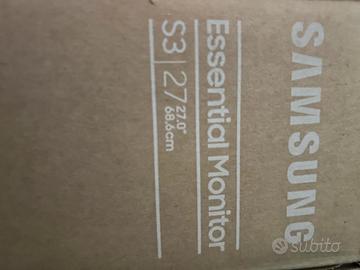 SAMSUNG
Essential Monitor
S3 | 27 27.0"
68.6cm
subito